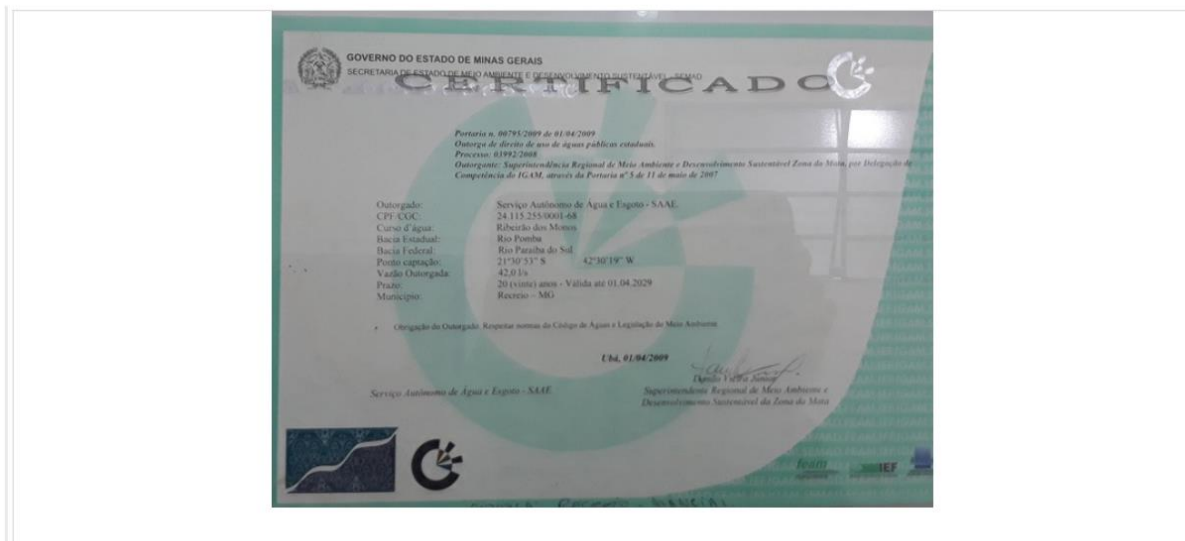 GOVERNO DO ESTADO DE MINAS GERAIS
SECRETARIA DE ESTADO DE MEIO AMBIENTE E DESENVOLVIMENTO SUSTENTÁVEL - SEMAD
CERTIFICADO
Portaria n. 00795/2009 de 01/04/2009
Outorga de direito de uso de águas públicas estaduais.
Processo: 03992/2008
Outorgante: Superintendência Regional de Meio Ambiente e Desenvolvimento Sustentável Zona da Mata, por Delegação de
Competência do IGAM, através da Portaria nº 5 de 11 de maio de 2007
Outorgado: Serviço Autônomo de Água e Esgoto - SAAE
CPF/CGC: 24.115.255/0001-68
Curso d'água: Ribeirão dos Monos
Bacia Estadual: Rio Pomba
Bacia Federal: Rio Paraíba do Sul
Ponto captação: 21°30'53" S 42°30'19" W
Vazão Outorgada: 42,0 l/s
Prazo: 20 (vinte) anos - Válida até 01.04.2029
Município: Recreio - MG
• Obrigação do Outorgado: Respeitar normas do Código de Águas e Legislação do Meio Ambiente
Ubá, 01/04/2009
Danilo Vieira Júnior
Serviço Autônomo de Água e Esgoto - SAAE
Superintendente Regional de Meio Ambiente e
Desenvolvimento Sustentável da Zona da Mata
feam
IEF